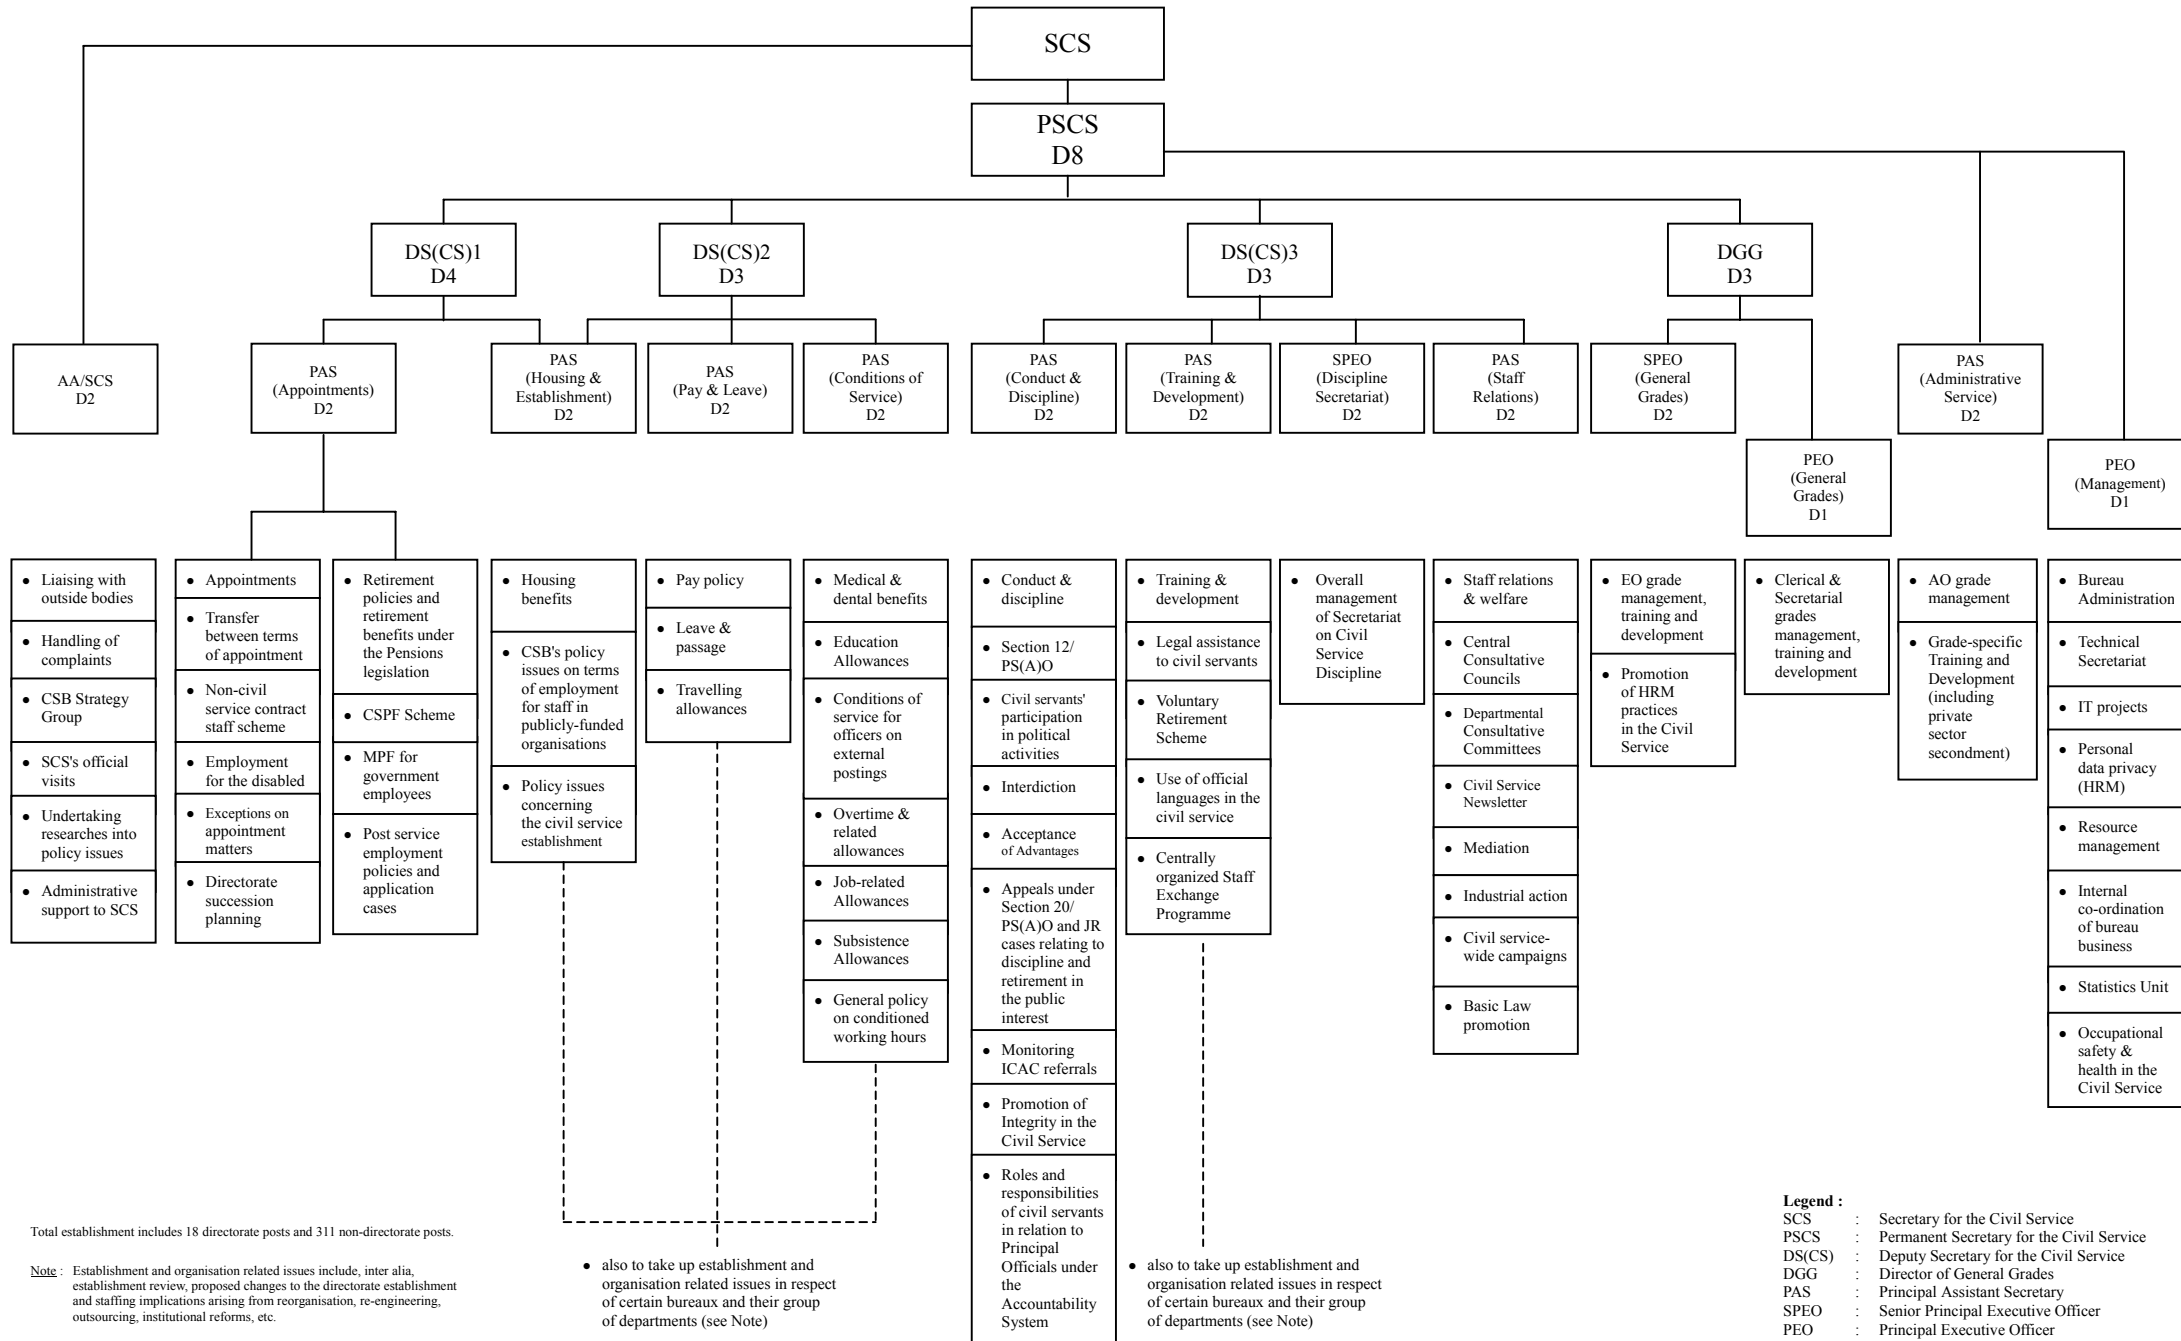 SCS
PSCS
D8
DS(CS)1
D4
DS(CS)2
D3
DS(CS)3
D3
DGG
D3
AA/SCS
D2
PAS
(Appointments)
D2
PAS
(Housing &
Establishment)
D2
PAS
(Pay & Leave)
D2
PAS
(Conditions of
Service)
D2
PAS
(Conduct &
Discipline)
D2
PAS
(Training &
Development)
D2
SPEO
(Discipline
Secretariat)
D2
PAS
(Staff
Relations)
D2
SPEO
(General
Grades)
D2
PEO
(General
Grades)
D1
PAS
(Administrative
Service)
D2
PEO
(Management)
D1
• Liaising with
outside bodies
• Handling of
complaints
• CSB Strategy
Group
• SCS's official
visits
• Undertaking
researches into
policy issues
• Administrative
support to SCS
• Appointments
• Transfer
between terms
of appointment
• Non-civil
service contract
staff scheme
• Employment
for the disabled
• Exceptions on
appointment
matters
• Directorate
succession
planning
• Retirement
policies and
retirement
benefits under
the Pensions
legislation
• CSPF Scheme
• MPF for
government
employees
• Post service
employment
policies and
application
cases
• Housing
benefits
• CSB's policy
issues on terms
of employment
for staff in
publicly-funded
organisations
• Policy issues
concerning
the civil service
establishment
• Pay policy
• Leave &
passage
• Travelling
allowances
• Medical &
dental benefits
• Education
Allowances
• Conditions of
service for
officers on
external
postings
• Overtime &
related
allowances
• Job-related
Allowances
• Subsistence
Allowances
• General policy
on conditioned
working hours
• Conduct &
discipline
• Section 12/
PS(A)O
• Civil servants'
participation
in political
activities
• Interdiction
• Acceptance
of Advantages
• Appeals under
Section 20/
PS(A)O and JR
cases relating to
discipline and
retirement in
the public
interest
• Monitoring
ICAC referrals
• Promotion of
Integrity in the
Civil Service
• Roles and
responsibilities
of civil servants
in relation to
Principal
Officials under
the
Accountability
System
• Training &
development
• Legal assistance
to civil servants
• Voluntary
Retirement
Scheme
• Use of official
languages in the
civil service
• Centrally
organized Staff
Exchange
Programme
• Overall
management
of Secretariat
on Civil
Service
Discipline
• Staff relations
& welfare
• Central
Consultative
Councils
• Departmental
Consultative
Committees
• Civil Service
Newsletter
• Mediation
• Industrial action
• Civil service-
wide campaigns
• Basic Law
promotion
• EO grade
management,
training and
development
• Promotion
of HRM
practices
in the Civil
Service
• Clerical &
Secretarial
grades
management,
training and
development
• AO grade
management
• Grade-specific
Training and
Development
(including
private
sector
secondment)
• Bureau
Administration
• Technical
Secretariat
• IT projects
• Personal
data privacy
(HRM)
• Resource
management
• Internal
co-ordination
of bureau
business
• Statistics Unit
• Occupational
safety &
health in the
Civil Service
• also to take up establishment and
organisation related issues in respect
of certain bureaux and their group
of departments (see Note)
• also to take up establishment and
organisation related issues in respect
of certain bureaux and their group
of departments (see Note)
Total establishment includes 18 directorate posts and 311 non-directorate posts.
Note : Establishment and organisation related issues include, inter alia,
establishment review, proposed changes to the directorate establishment
and staffing implications arising from reorganisation, re-engineering,
outsourcing, institutional reforms, etc.
Legend :
SCS : Secretary for the Civil Service
PSCS : Permanent Secretary for the Civil Service
DS(CS) : Deputy Secretary for the Civil Service
DGG : Director of General Grades
PAS : Principal Assistant Secretary
SPEO : Senior Principal Executive Officer
PEO : Principal Executive Officer